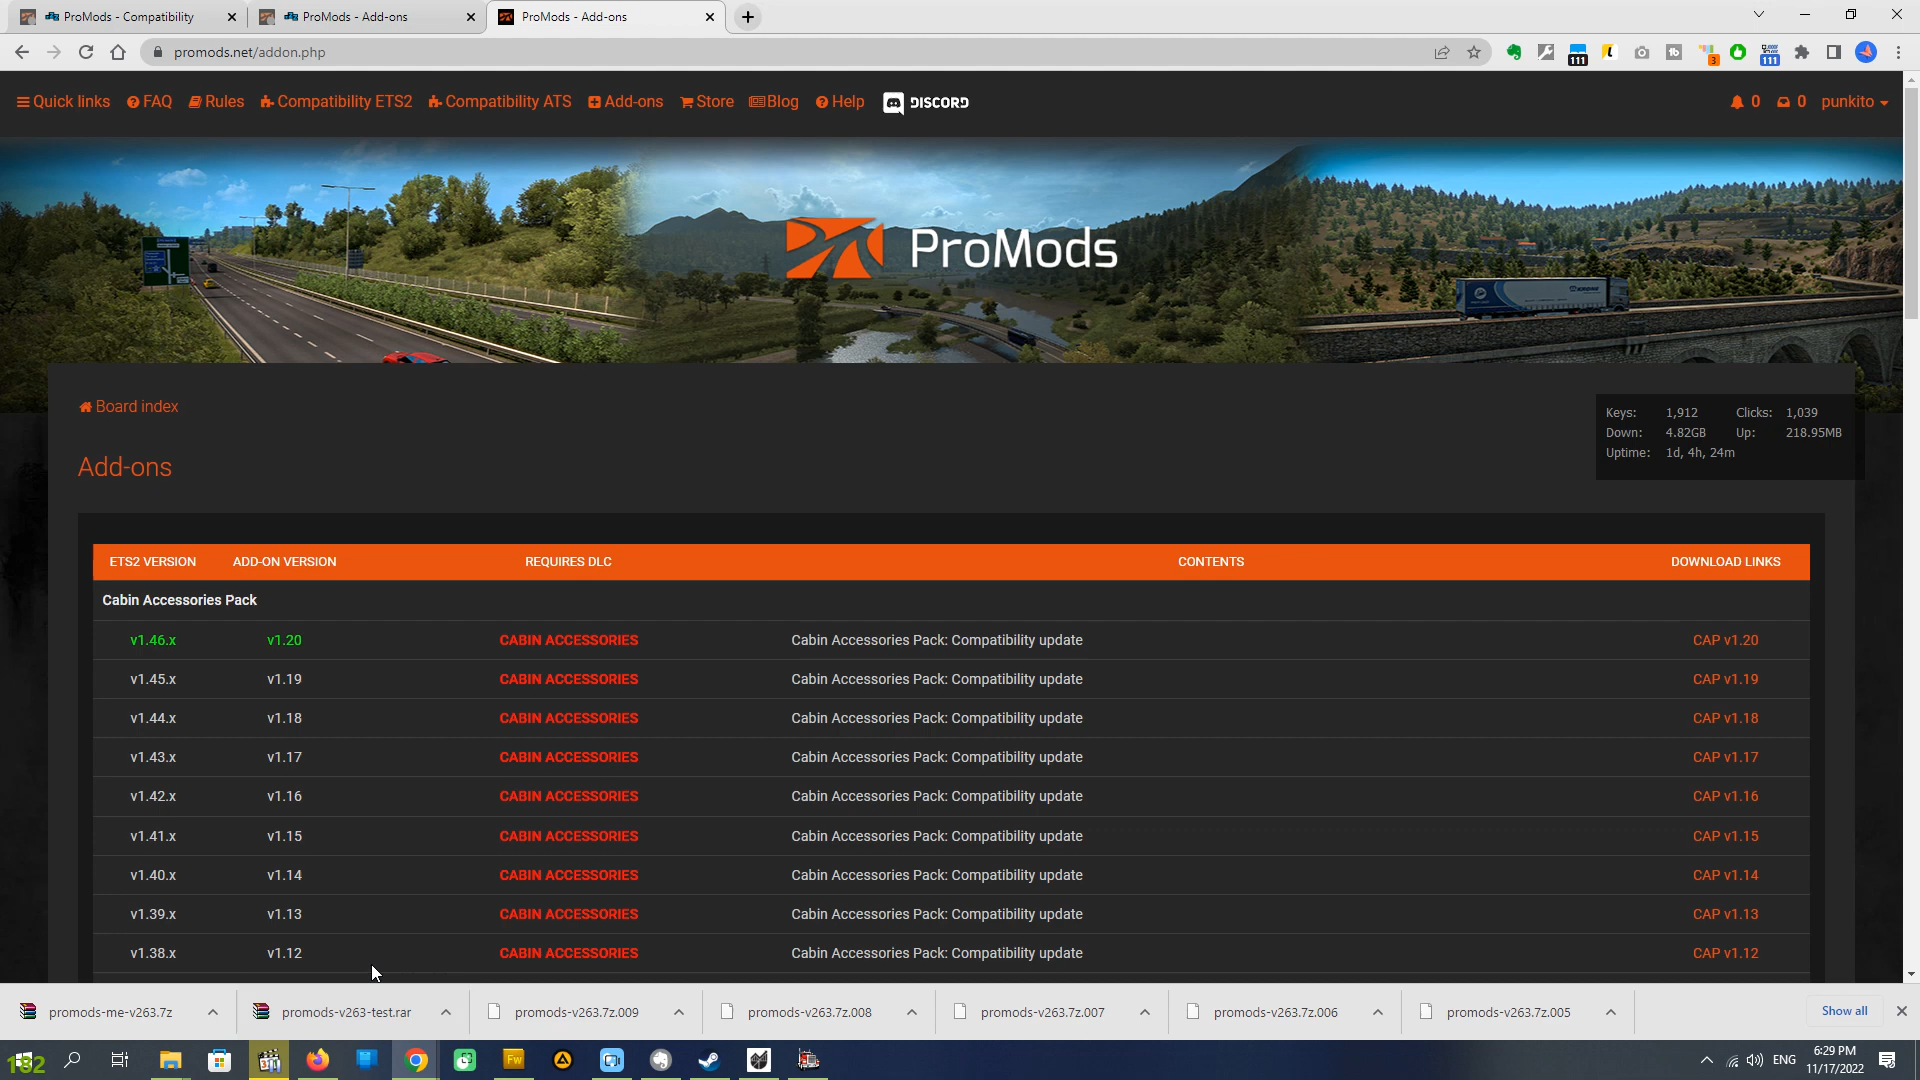 ProMods - Compatibility
ProMods - Add-ons
ProMods - Add-ons
promods.net/addon.php
111
3
111
Quick links FAQ Rules Compatibility ETS2 Compatibility ATS Add-ons Store Blog Help DISCORD
0 0 punkito
ProMods
Board index
Keys: 1,912 Clicks: 1,039
Down: 4.82GB Up: 218.95MB
Uptime: 1d, 4h, 24m
Add-ons
ETS2 VERSION ADD-ON VERSION REQUIRES DLC CONTENTS DOWNLOAD LINKS
Cabin Accessories Pack
v1.46.x v1.20 CABIN ACCESSORIES Cabin Accessories Pack: Compatibility update CAP v1.20
v1.45.x v1.19 CABIN ACCESSORIES Cabin Accessories Pack: Compatibility update CAP v1.19
v1.44.x v1.18 CABIN ACCESSORIES Cabin Accessories Pack: Compatibility update CAP v1.18
v1.43.x v1.17 CABIN ACCESSORIES Cabin Accessories Pack: Compatibility update CAP v1.17
v1.42.x v1.16 CABIN ACCESSORIES Cabin Accessories Pack: Compatibility update CAP v1.16
v1.41.x v1.15 CABIN ACCESSORIES Cabin Accessories Pack: Compatibility update CAP v1.15
v1.40.x v1.14 CABIN ACCESSORIES Cabin Accessories Pack: Compatibility update CAP v1.14
v1.39.x v1.13 CABIN ACCESSORIES Cabin Accessories Pack: Compatibility update CAP v1.13
v1.38.x v1.12 CABIN ACCESSORIES Cabin Accessories Pack: Compatibility update CAP v1.12
promods-me-v263.7z promods-v263-test.rar promods-v263.7z.009 promods-v263.7z.008 promods-v263.7z.007 promods-v263.7z.006 promods-v263.7z.005 Show all
182
Fw
ENG
6:29 PM
11/17/2022